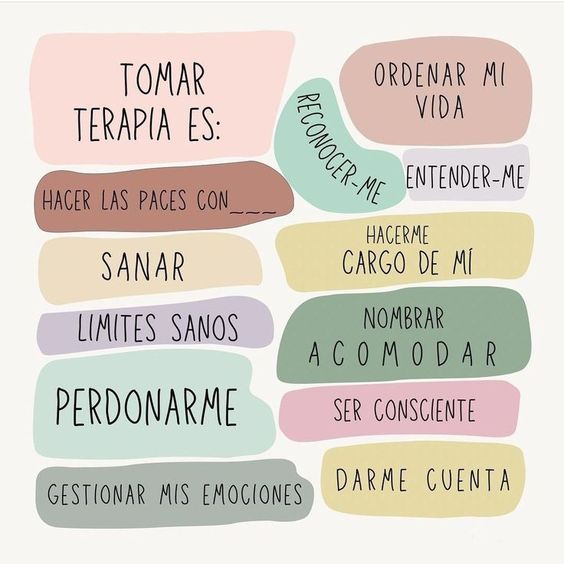 TOMAR
TERAPIA ES:
RECONOCER-ME
ORDENAR MI
VIDA
ENTENDER-ME
HACER LAS PACES CON___
HACERME
CARGO DE MÍ
SANAR
LIMITES SANOS
NOMBRAR
ACOMODAR
PERDONARME
SER CONSCIENTE
GESTIONAR MIS EMOCIONES
DARME CUENTA